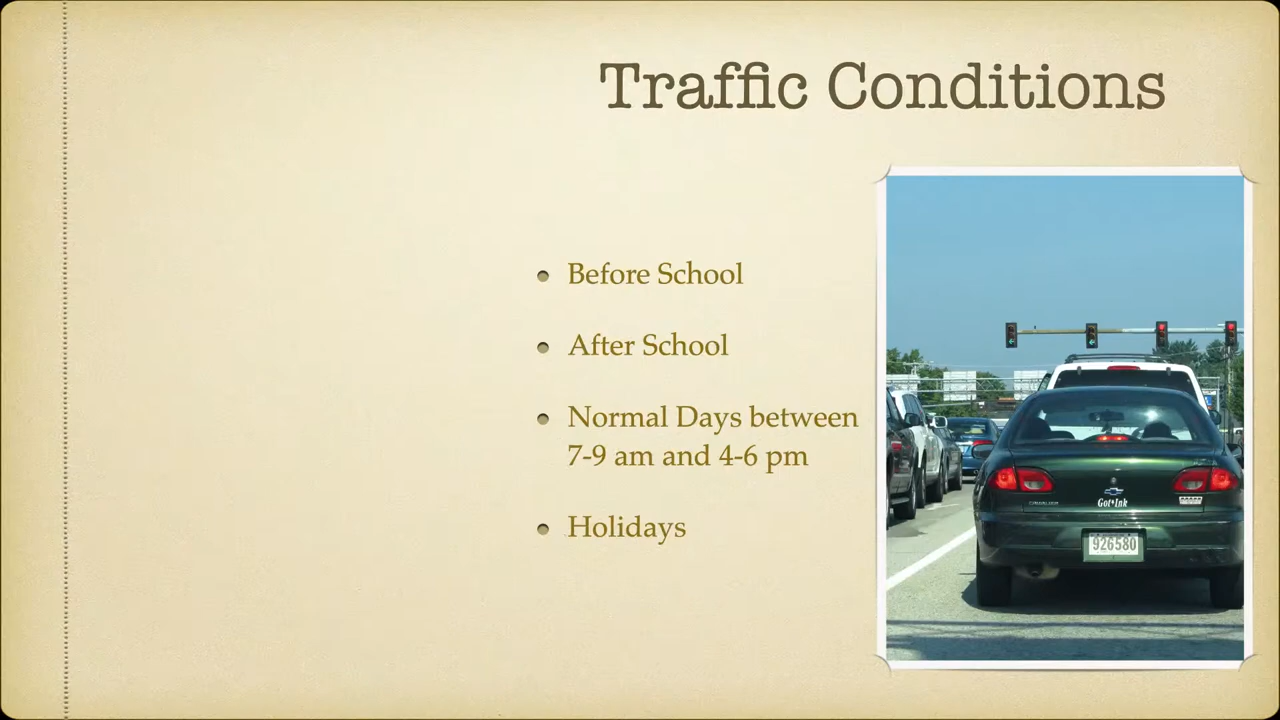 Traffic Conditions
Before School
After School
Normal Days between
7-9 am and 4-6 pm
Holidays
Got Ink
926580